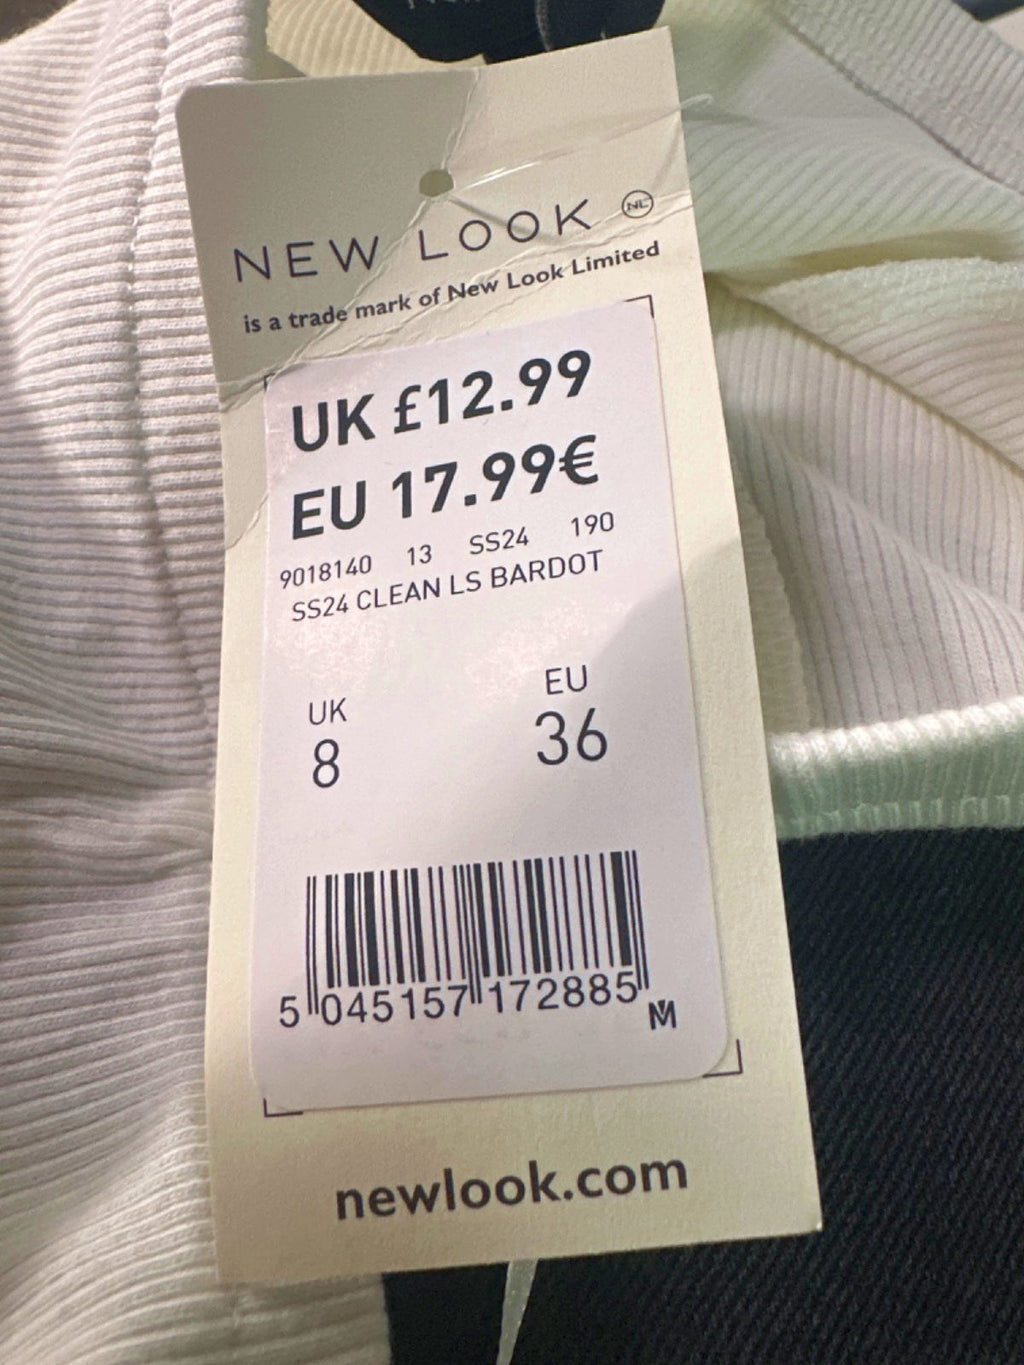 NEW LOOK NL
is a trade mark of New Look Limited
UK £12.99
EU 17.99€
9018140 13 SS24 190
SS24 CLEAN LS BARDOT
UK EU
8 36
5 045157 172885
M
newlook.com